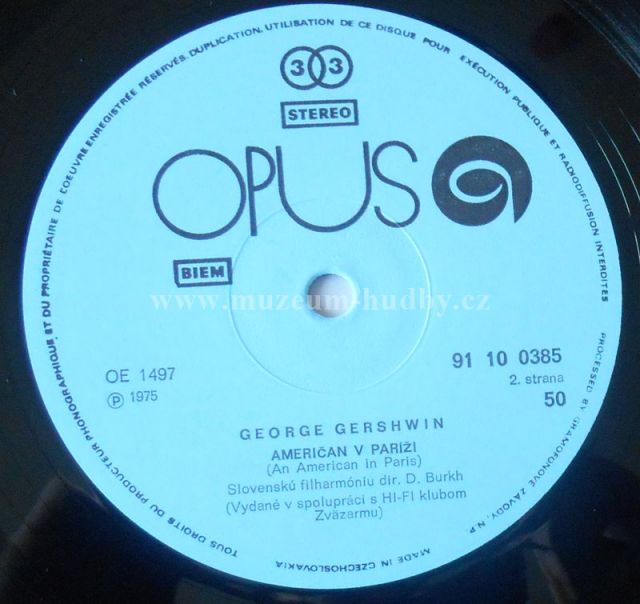 TOUS DROITS DU PRODUCTEUR PHONOGRAPHIQUE ET DU PROPRIÉTAIRE DE L'OEUVRE ENREGISTRÉE RÉSERVÉS. DUPLICATION, UTILISATION DE CE DISQUE POUR EXÉCUTION PUBLIQUE ET RADIODIFFUSION INTERDITES
PROCESSED BY GRAMOFONOVÉ ZÁVODY, N.P.
MADE IN CZECHOSLOVAKIA
33
STEREO
OPUS
BIEM
www.muzeum-hudby.cz
OE 1497
Ⓟ 1975
91 10 0385
2. strana
50
GEORGE GERSHWIN
AMERIČAN V PARÍŽI
(An American in Paris)
Slovenskú filharmóniu dir. D. Burkh
(Vydané v spolupráci s HI-FI klubom
Zväzarmu)